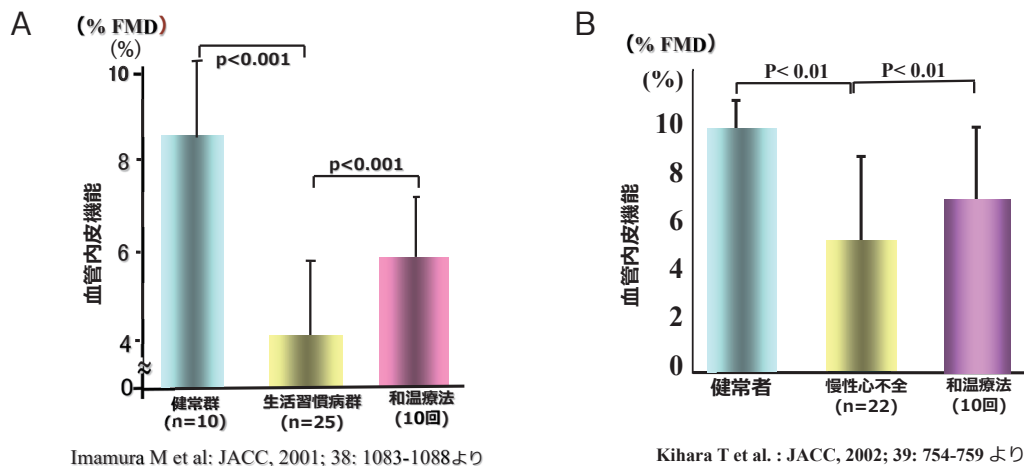 A
(% FMD)
(%)
10
8
6
4
0
血管内皮機能
p<0.001
p<0.001
健常群
(n=10)
生活習慣病群
(n=25)
和温療法
(10回)
Imamura M et al: JACC, 2001; 38: 1083-1088より
B
(% FMD)
(%)
10
8
6
4
2
0
血管内皮機能
P< 0.01
P< 0.01
健常者
慢性心不全
(n=22)
和温療法
(10回)
Kihara T et al. : JACC, 2002; 39: 754-759 より